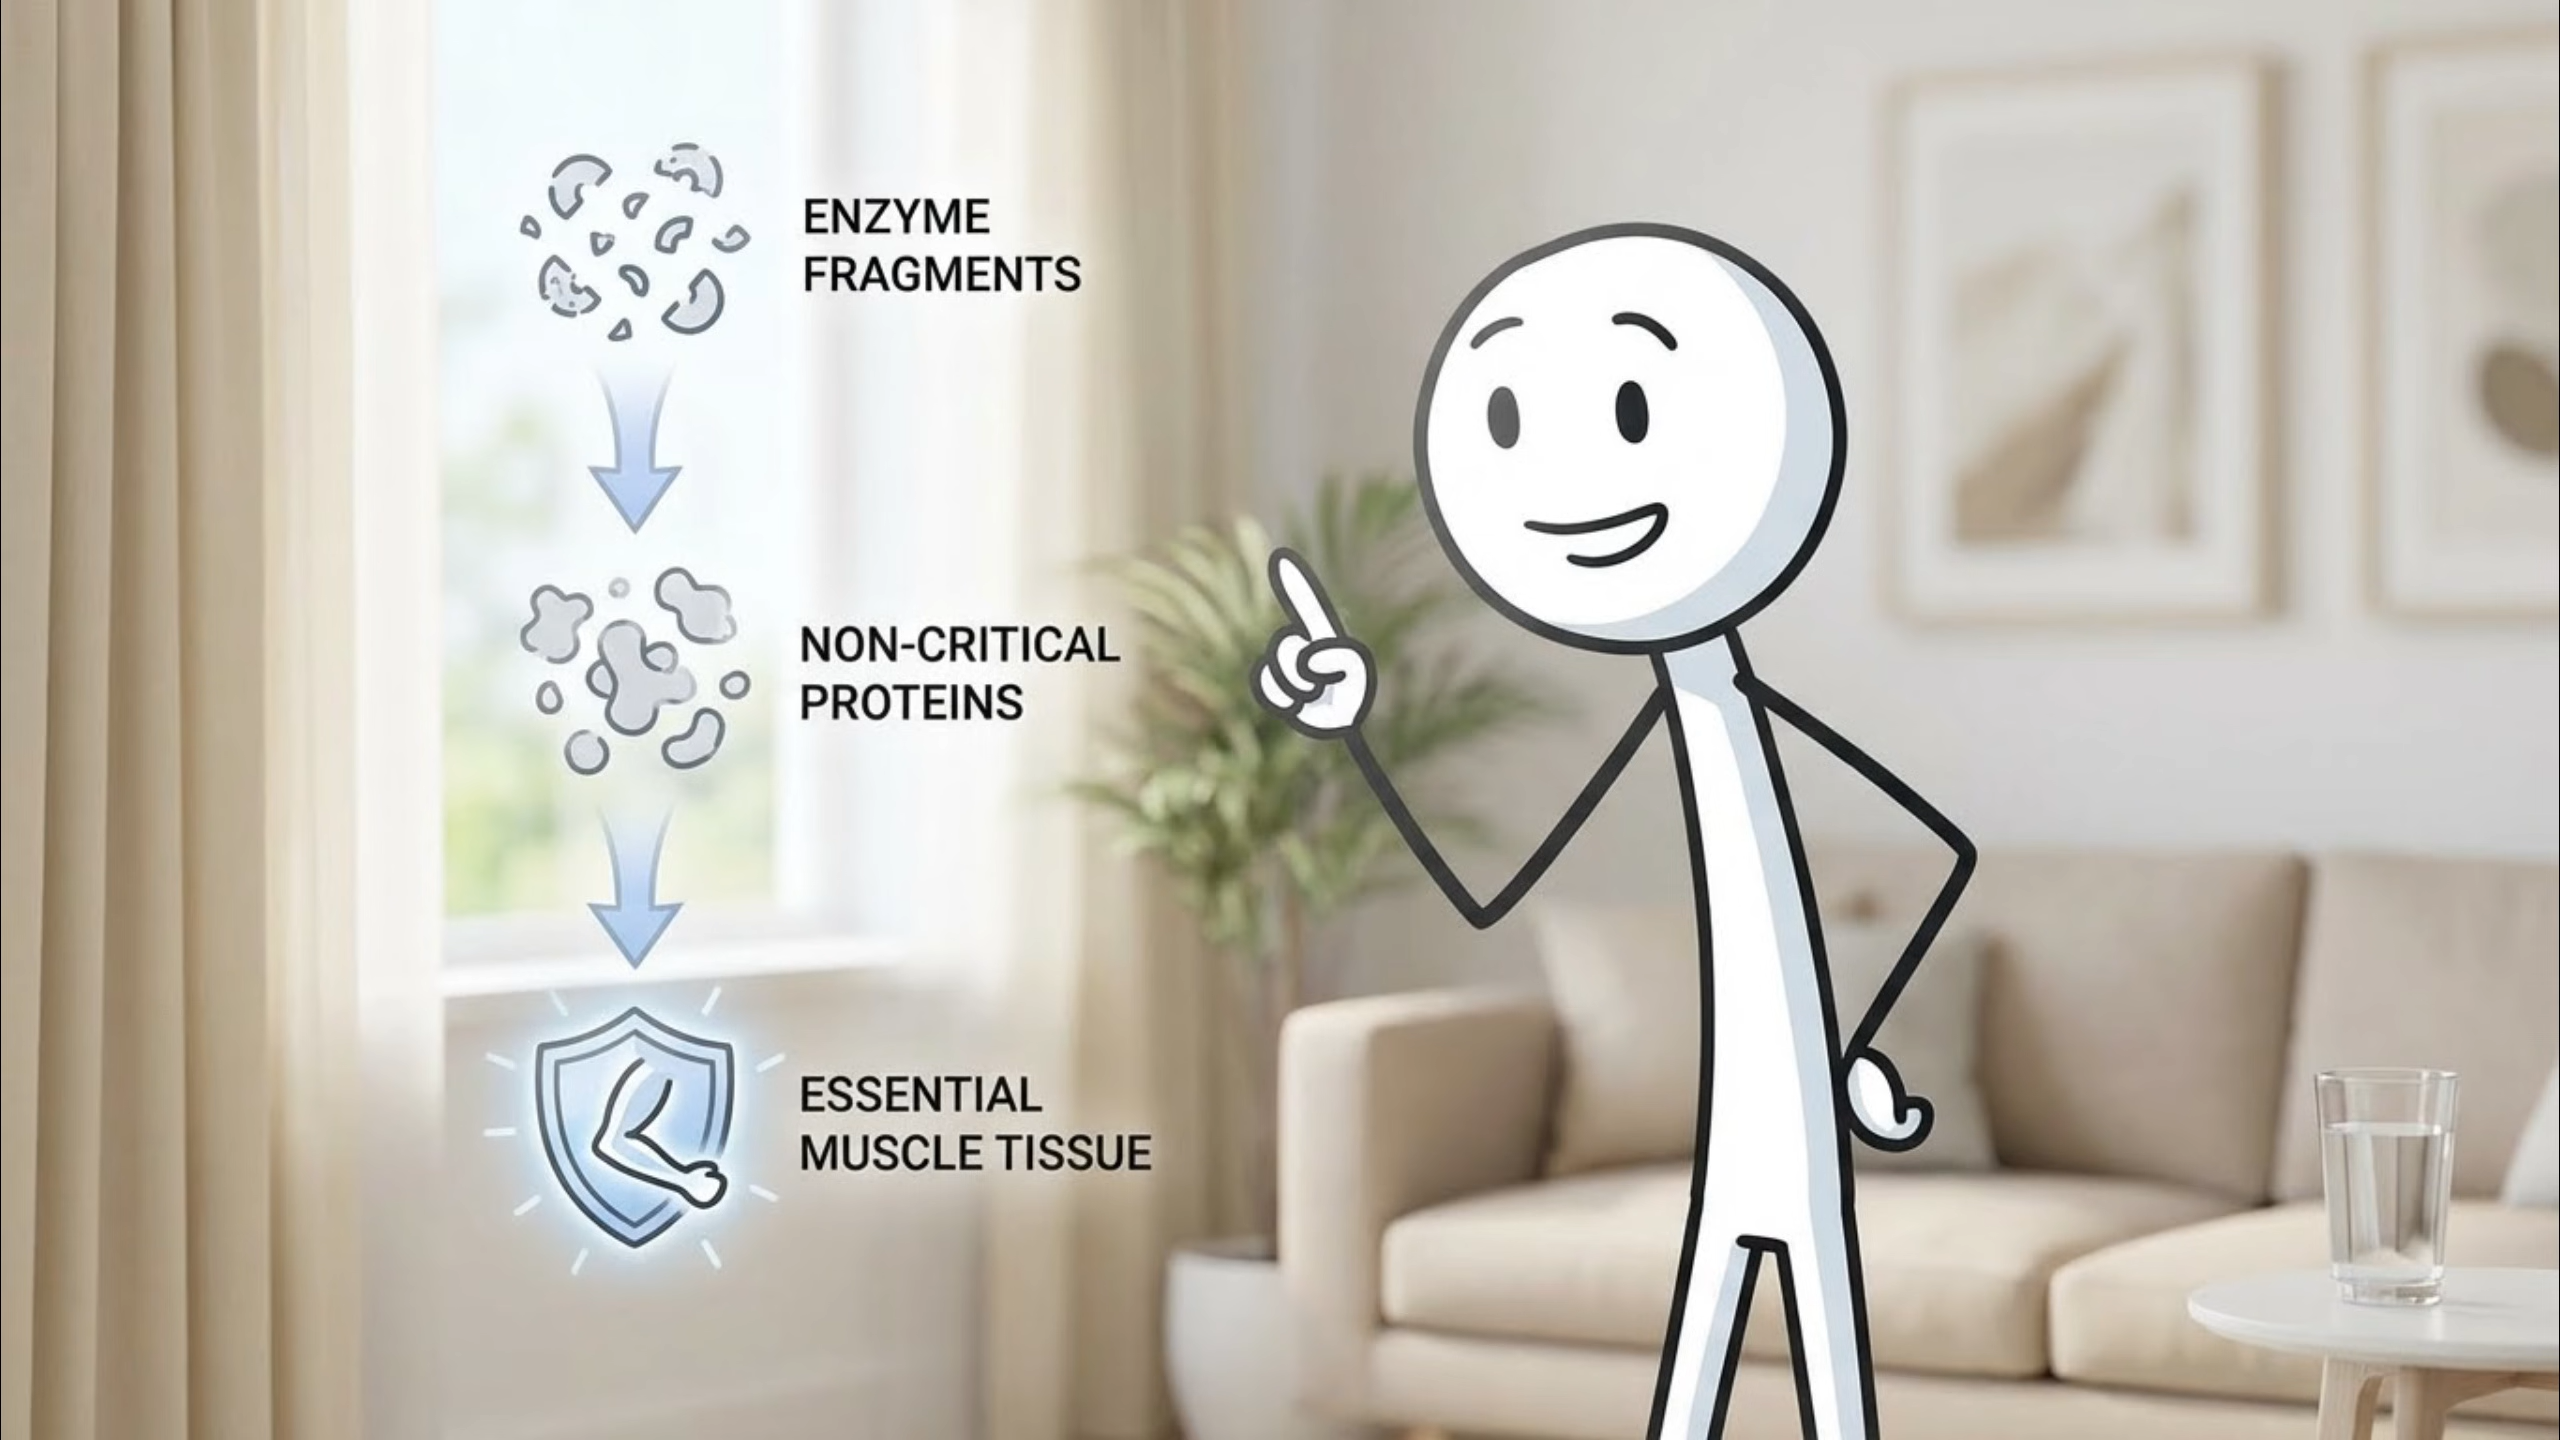 ENZYME
FRAGMENTS
NON-CRITICAL
PROTEINS
ESSENTIAL
MUSCLE TISSUE